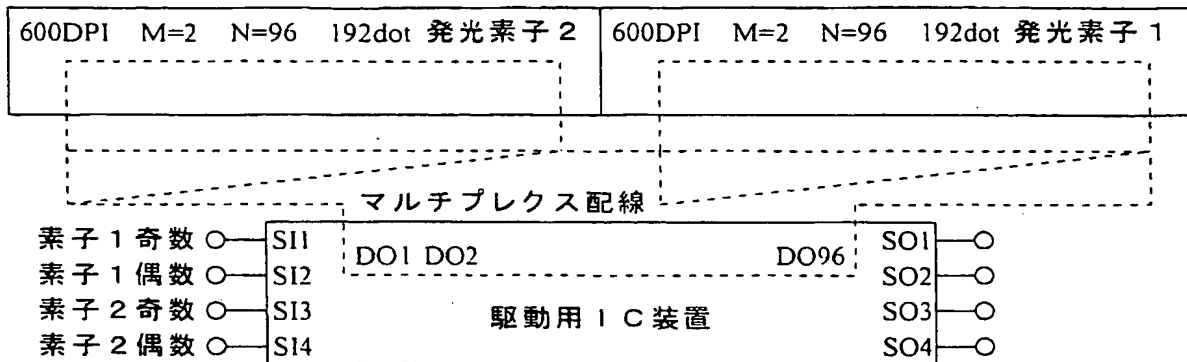 600DPI M=2 N=96 192dot 発光素子2
600DPI M=2 N=96 192dot 発光素子1
マルチプレクス配線
素子1奇数 SI1
DO1 DO2 DO96
SO1
素子1偶数 SI2
SO2
素子2奇数 SI3
駆動用IC装置
SO3
素子2偶数 SI4
SO4